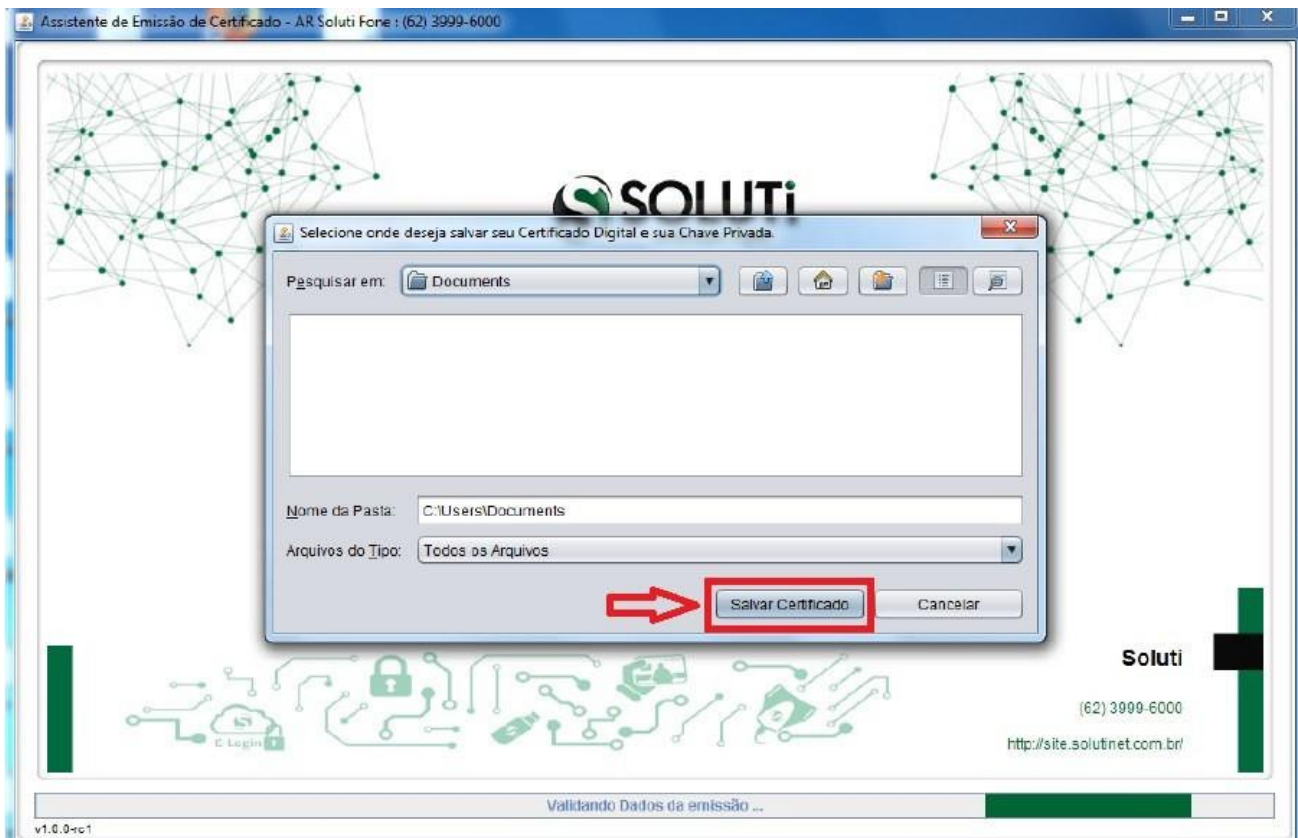 Assistente de Emissão de Certificado - AR Soluti Fone : (62) 3999-6000
SOLUTi
Selecione onde deseja salvar seu Certificado Digital e sua Chave Privada.
Pesquisar em: Documents
Nome da Pasta: C:\Users\Documents
Arquivos do Tipo: Todos os Arquivos
Salvar Certificado Cancelar
Soluti
(62) 3999-6000
E-Login
http://site.solutinet.com.br/
Validando Dados da emissão ...
v1.0.0-rc1